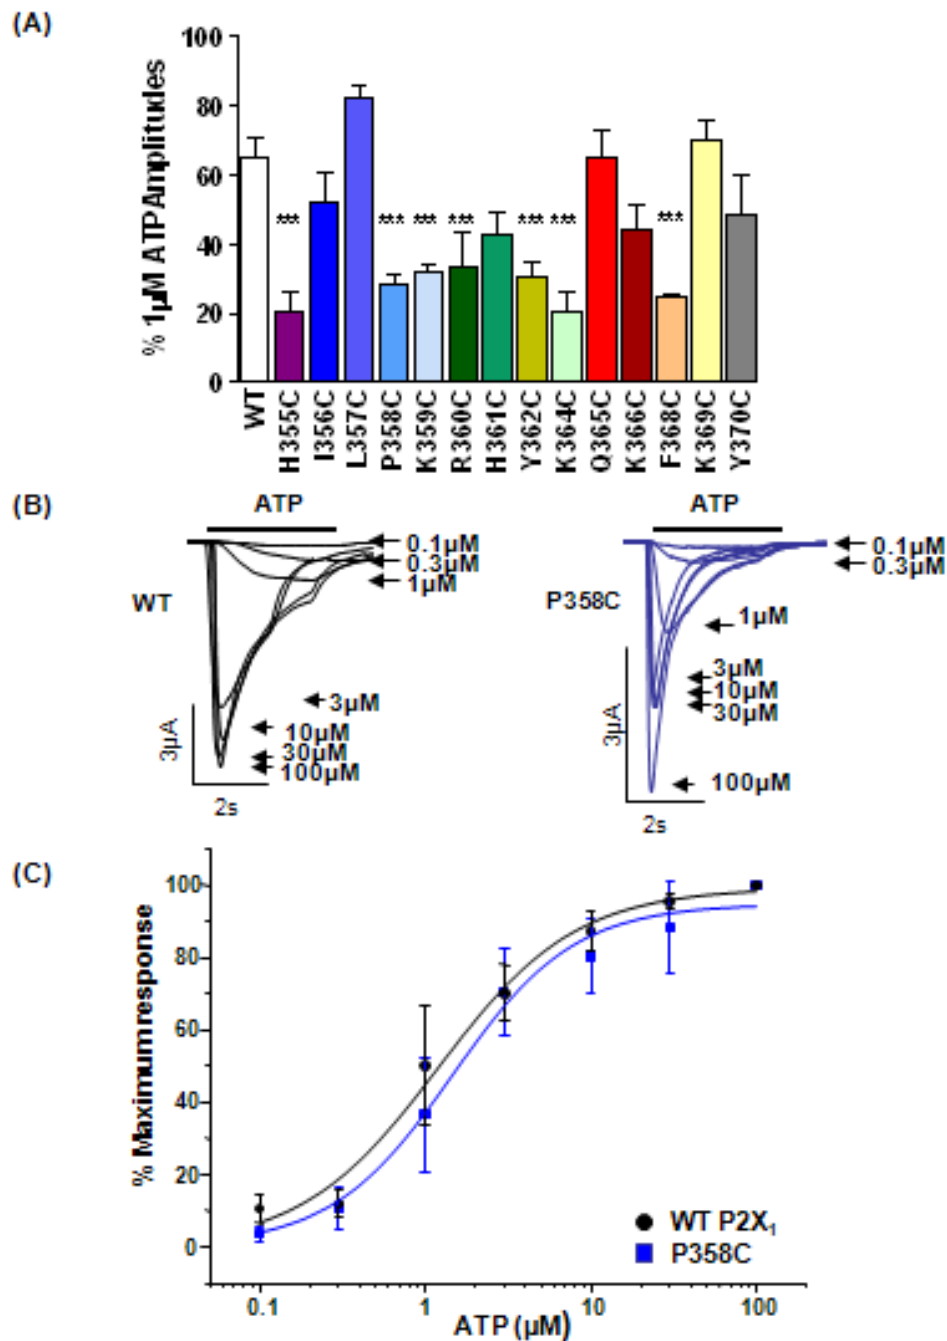 (A)
% 1μM ATP Amplitudes
100
80
60
40
20
0
***
***
***
***
***
***
***
WT
H355C
I356C
L357C
P358C
K359C
R360C
H361C
Y362C
K364C
Q365C
K366C
F368C
K369C
Y370C
(B)
ATP
0.1μM
0.3μM
1μM
WT
3μM
10μM
30μM
100μM
3μA
2s
ATP
0.1μM
0.3μM
P358C
1μM
3μM
10μM
30μM
100μM
3μA
2s
(C)
% Maximum response
100
80
60
40
20
0
WT P2X₁
P358C
0.1
1
10
100
ATP (μM)